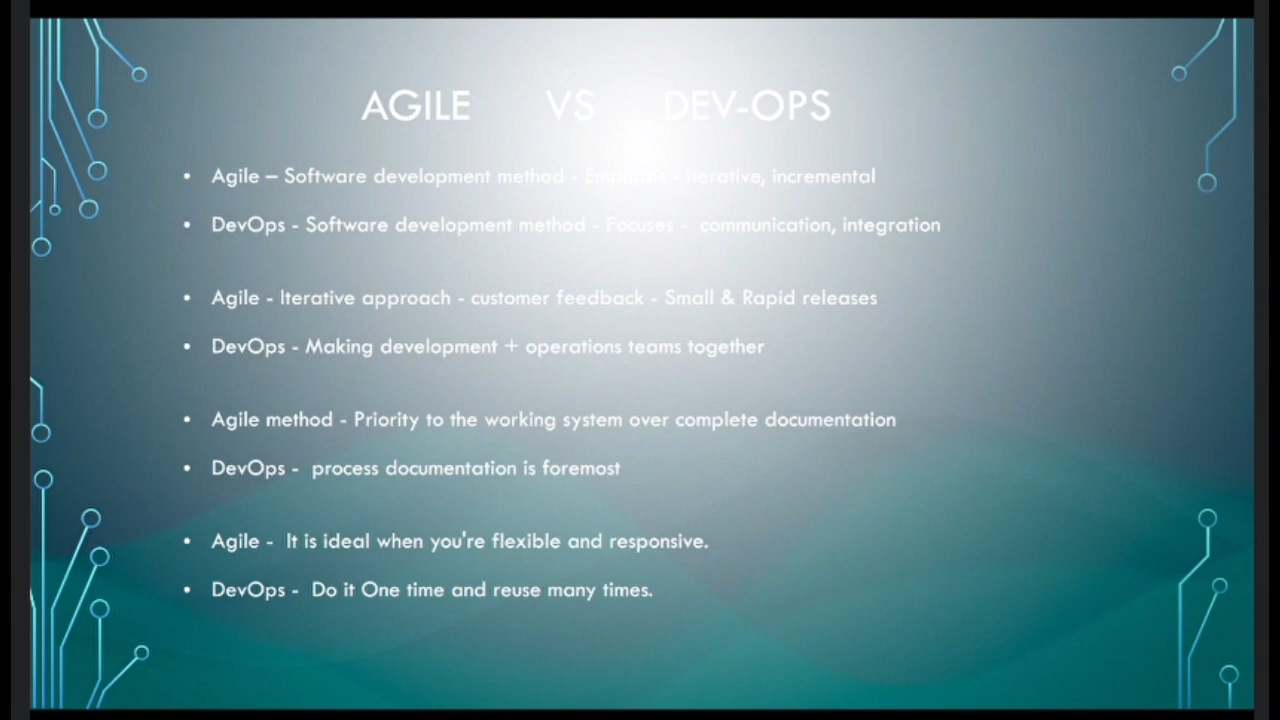 AGILE VS DEV-OPS
• Agile – Software development method - Emphasis - Iterative, incremental
• DevOps - Software development method - Focuses - communication, integration
• Agile - Iterative approach - customer feedback - Small & Rapid releases
• DevOps - Making development + operations teams together
• Agile method - Priority to the working system over complete documentation
• DevOps - process documentation is foremost
• Agile - It is ideal when you're flexible and responsive.
• DevOps - Do it One time and reuse many times.